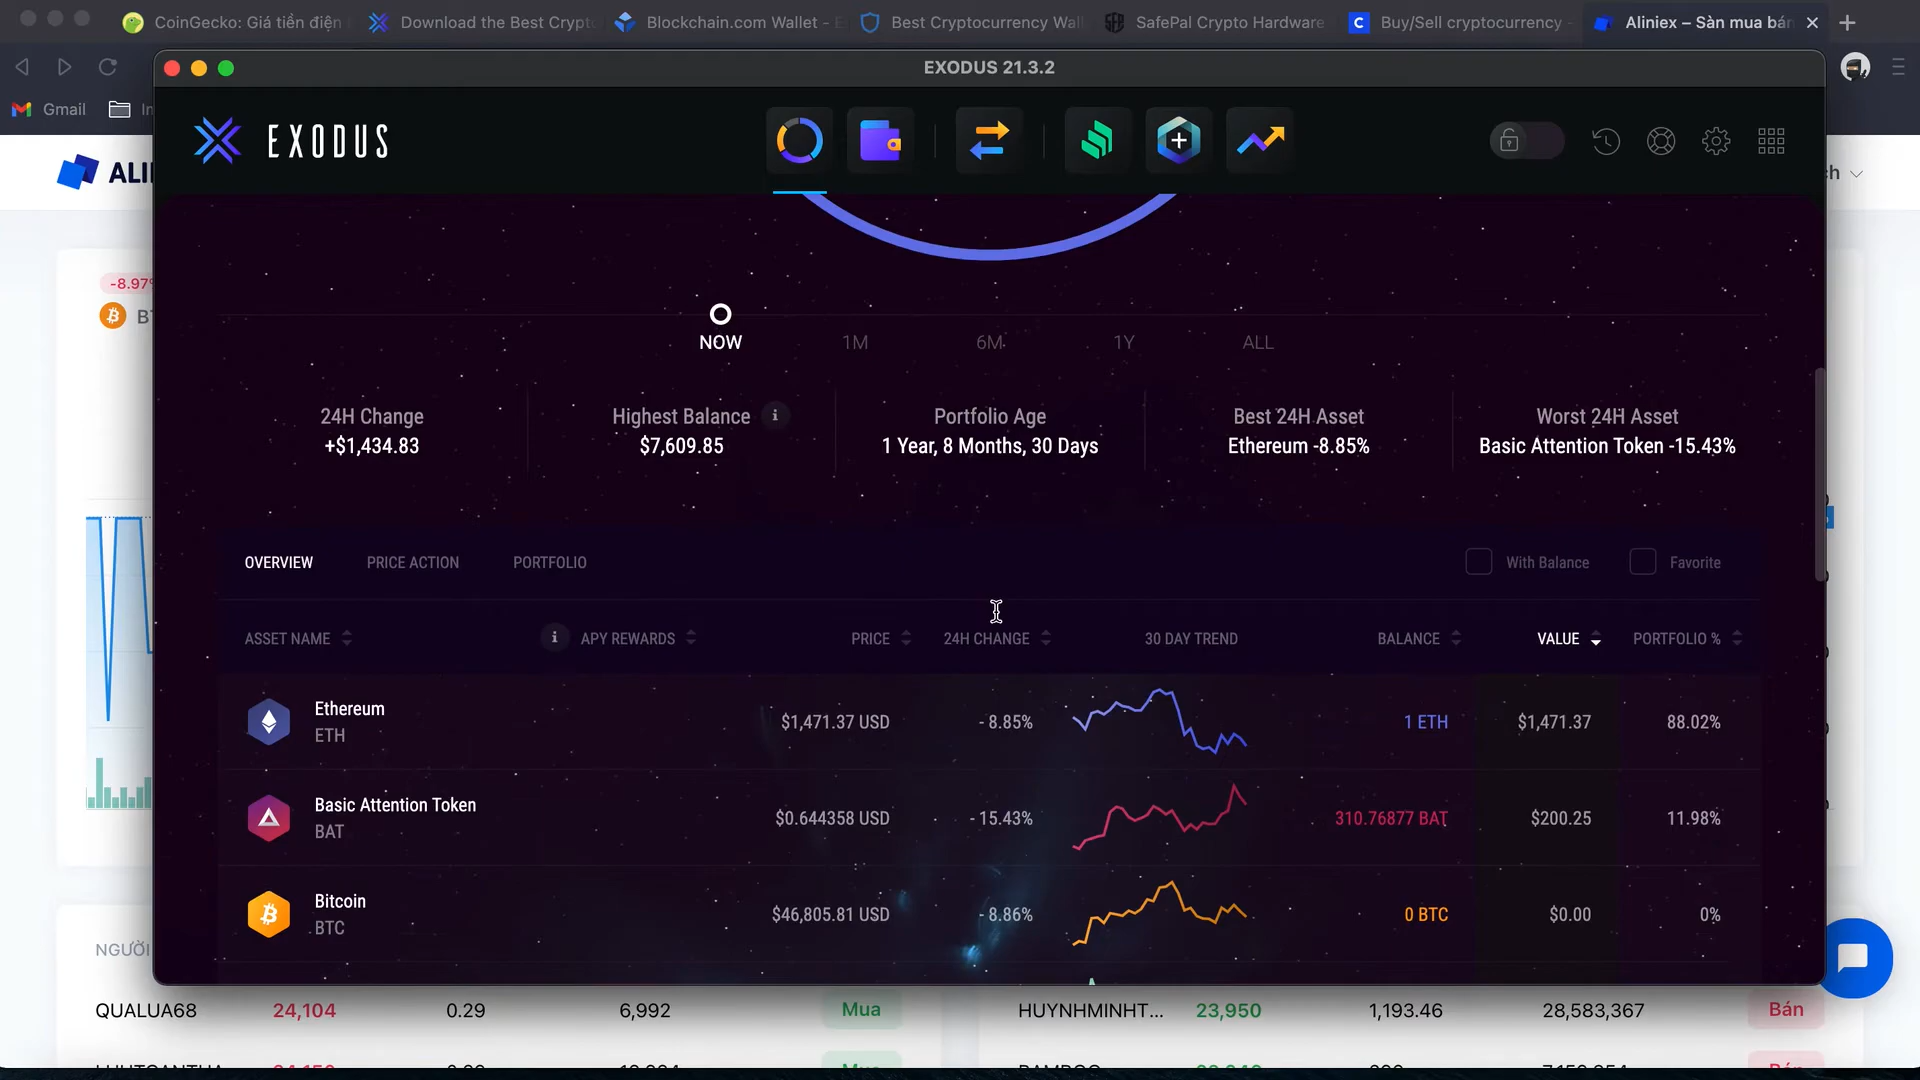 CoinGecko: Giá tiền điện
Download the Best Crypto
Blockchain.com Wallet - E
Best Cryptocurrency Wall
SafePal Crypto Hardware
Buy/Sell cryptocurrency -
Aliniex – Sàn mua bán
EXODUS 21.3.2
Gmail
In
EXODUS
ALI
ch
-8.97%
NOW
1M
6M
1Y
ALL
24H Change
+$1,434.83
Highest Balance
$7,609.85
Portfolio Age
1 Year, 8 Months, 30 Days
Best 24H Asset
Ethereum -8.85%
Worst 24H Asset
Basic Attention Token -15.43%
OVERVIEW
PRICE ACTION
PORTFOLIO
With Balance
Favorite
ASSET NAME
APY REWARDS
PRICE
24H CHANGE
30 DAY TREND
BALANCE
VALUE
PORTFOLIO %
Ethereum
ETH
$1,471.37 USD
- 8.85%
1 ETH
$1,471.37
88.02%
Basic Attention Token
BAT
$0.644358 USD
- 15.43%
310.76877 BAT
$200.25
11.98%
Bitcoin
BTC
$46,805.81 USD
- 8.86%
0 BTC
$0.00
0%
NGƯỜI
QUALUA68
24,104
0.29
6,992
Mua
HUYNHMINHT...
23,950
1,193.46
28,583,367
Bán